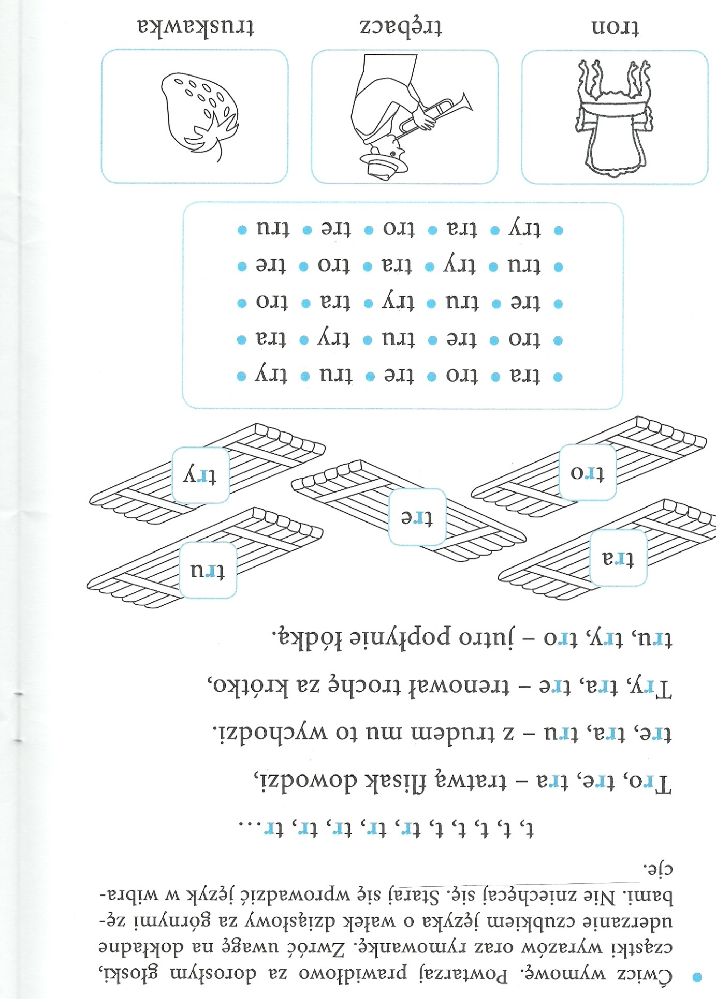 • Ćwicz wymowę. Powtarzaj prawidłowo za dorosłym głoski,
cząstki wyrazów oraz rymowankę. Zwróć uwagę na dokładne
uderzanie czubkiem języka o wałek dziąsłowy za górnymi zę-
bami. Nie zniechęcaj się. Staraj się wprowadzić język w wibra-
cje.
t, t, t, t, t, tr, tr, tr, tr, tr...
Tro, tre, tra – tratwą flisak dowodzi,
tre, tra, tru – z trudem mu to wychodzi.
Try, tra, tre – trenował trochę za krótko,
tru, try, tro – jutro popłynie łódką.
tra
tru
tre
tro
try
• tra • tro • tre • tru • try •
• tro • tre • tru • try • tra •
• tre • tru • try • tra • tro •
• tru • try • tra • tro • tre •
• try • tra • tro • tre • tru •
tron
trębacz
truskawka